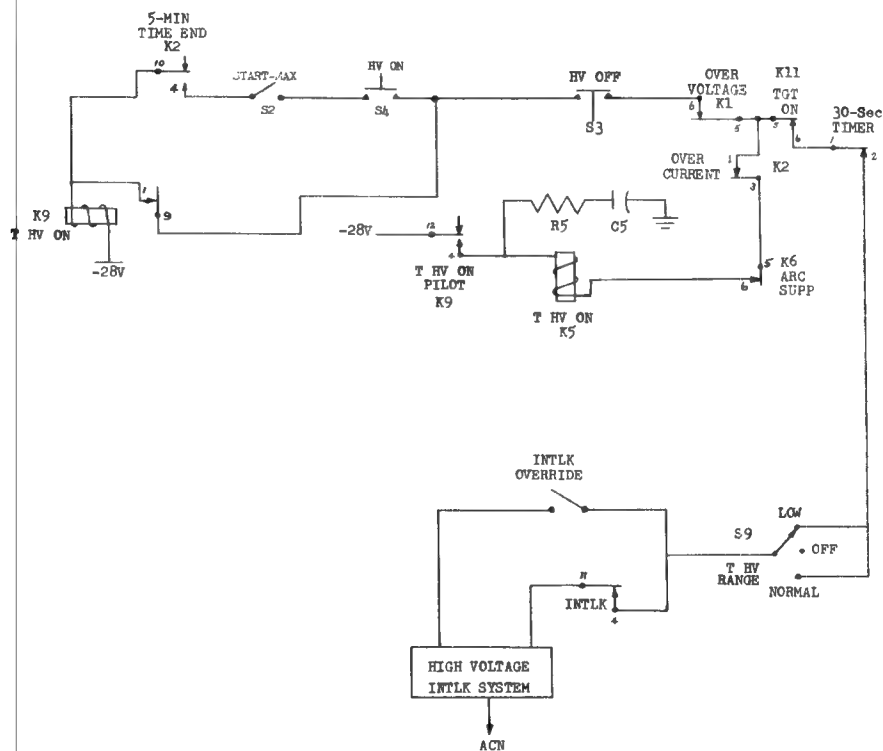 5-MIN
TIME END
K2
10
4
START-MAX
S2
HV ON
S4
HV OFF
S3
OVER
VOLTAGE
K1
6
5
K11
TGT
ON
3
6
30-Sec
TIMER
1
2
1
OVER
CURRENT
K2
3
1
9
K9
T HV ON
-28V
-28V
12
4
T HV ON
PILOT
K9
R5
C5
T HV ON
K5
5
K6
ARC
SUPP
6
INTLK
OVERRIDE
LOW
S9
OFF
T HV
RANGE
NORMAL
11
INTLK
4
HIGH VOLTAGE
INTLK SYSTEM
ACN